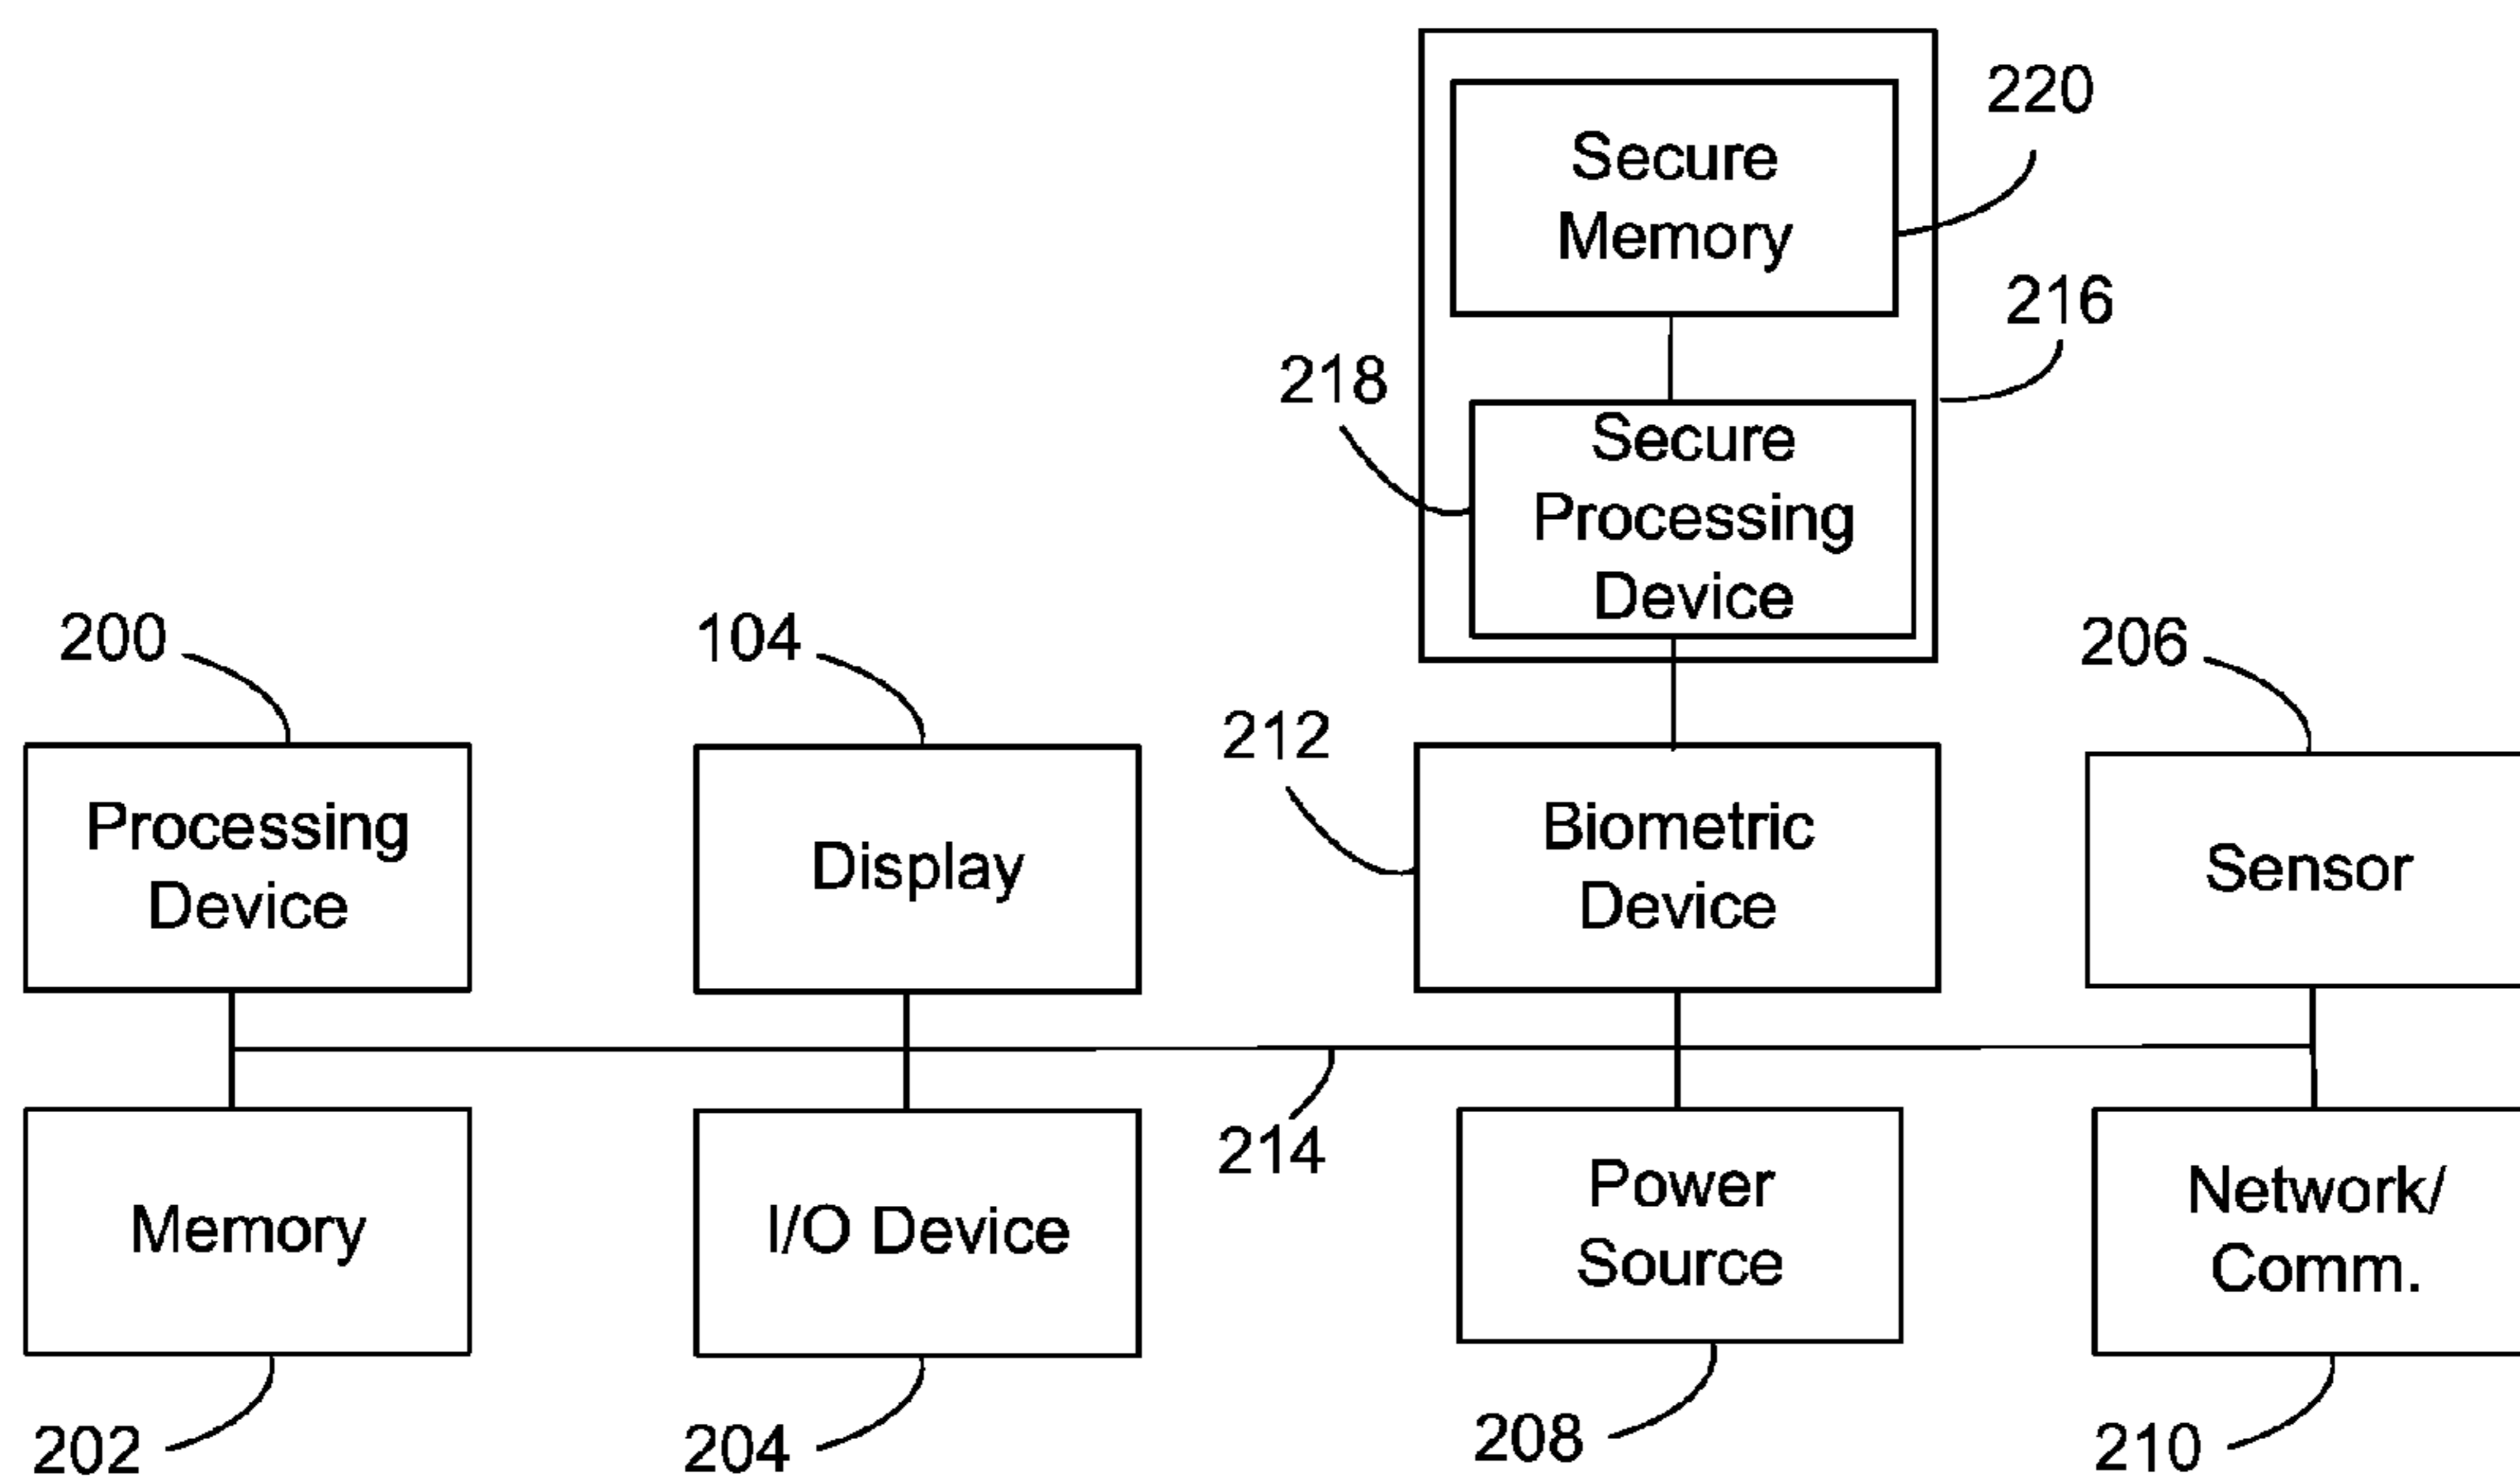 220
Secure
Memory
216
218
Secure
Processing
Device
200
104
206
212
Processing
Device
Display
Biometric
Device
Sensor
214
Memory
I/O Device
Power
Source
Network/
Comm.
202
204
208
210